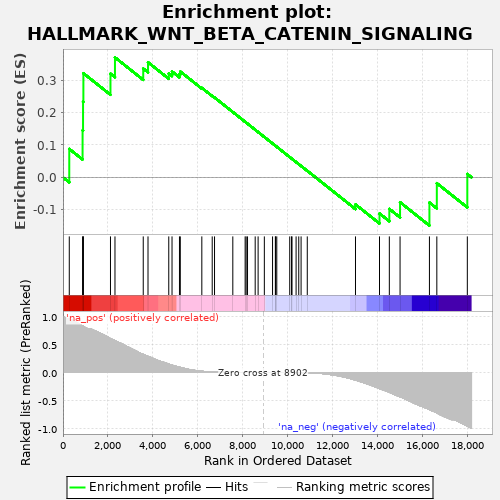 Enrichment plot:
HALLMARK_WNT_BETA_CATENIN_SIGNALING
Enrichment score (ES)
0.3
0.2
0.1
0.0
-0.1
Ranked list metric (PreRanked)
1.0
0.5
0.0
-0.5
-1.0
'na_pos' (positively correlated)
Zero cross at 8902
'na_neg' (negatively correlated)
0
2,000
4,000
6,000
8,000
10,000
12,000
14,000
16,000
18,000
Rank in Ordered Dataset
Enrichment profile
Hits
Ranking metric scores